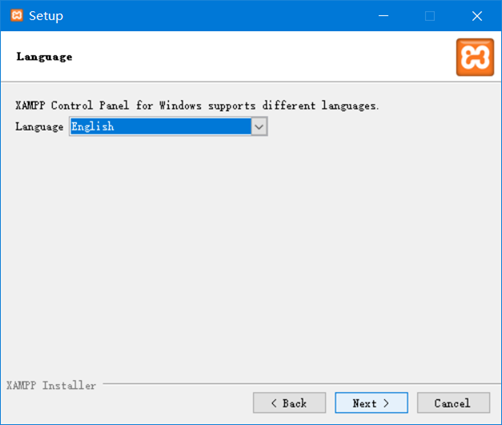 Setup
Language
XAMPP Control Panel for Windows supports different languages.
Language English
XAMPP Installer
< Back Next > Cancel